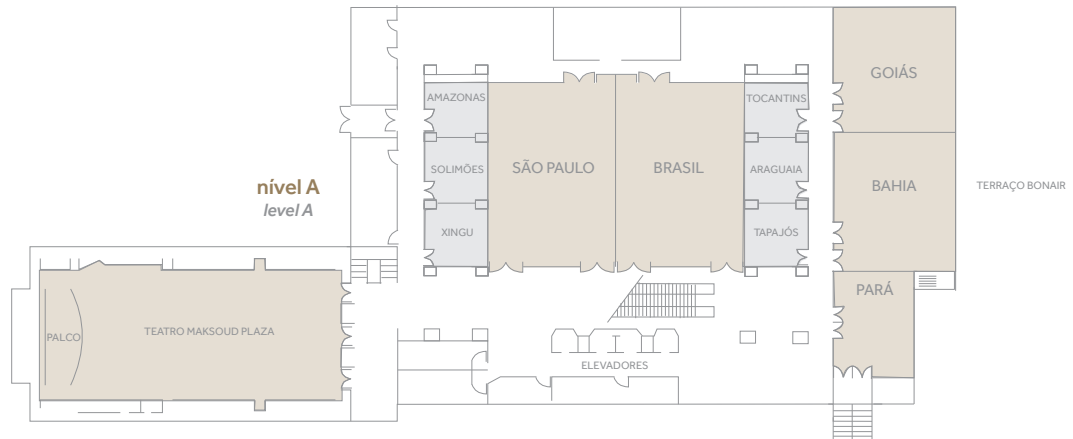 GOIÁS
AMAZONAS
TOCANTINS
SÃO PAULO
BRASIL
SOLIMÕES
ARAGUAIA
BAHIA
TERRAÇO BONAIR
nível A
level A
XINGU
TAPAJÓS
PARÁ
TEATRO MAKSOUD PLAZA
PALCO
ELEVADORES